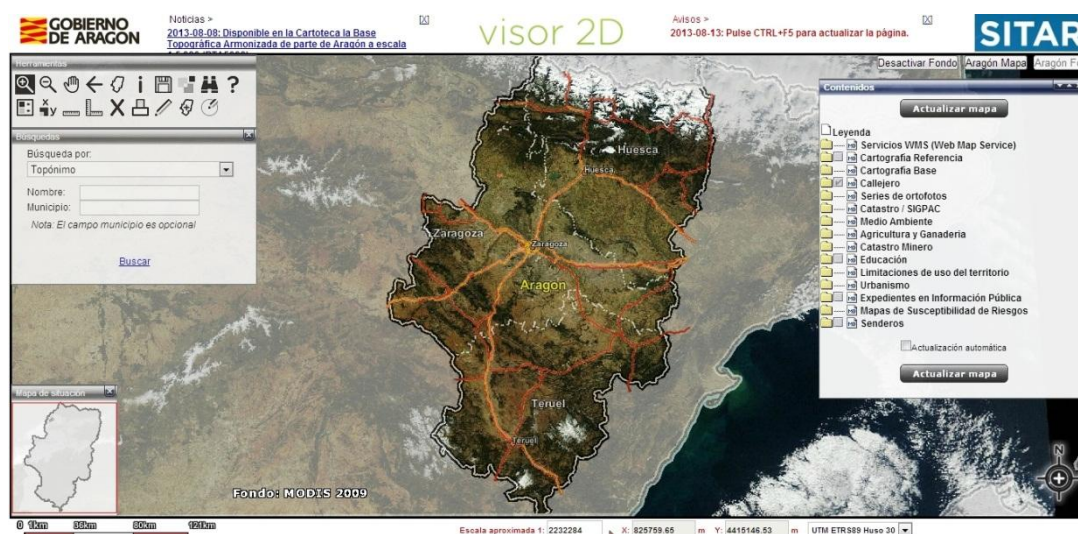 GOBIERNO
DE ARAGON
Noticias >
2013-08-08: Disponible en la Cartoteca la Base
Topográfica Armonizada de parte de Aragón a escala
visor 2D
Avisos >
2013-08-13: Pulse CTRL+F5 para actualizar la página.
SITAR
Herramientas
Desactivar Fondo
Aragón Mapa
Búsquedas
Búsqueda por:
Topónimo
Nombre:
Municipio:
Nota: El campo municipio es opcional
Buscar
Contenidos
Actualizar mapa
Leyenda
Servicios WMS (Web Map Service)
Cartografía Referencia
Cartografía Base
Callejero
Series de ortofotos
Catastro / SIGPAC
Medio Ambiente
Agricultura y Ganadería
Catastro Minero
Educación
Limitaciones de uso del territorio
Urbanismo
Expedientes en Información Pública
Mapas de Susceptibilidad de Riesgos
Senderos
Actualización automática
Actualizar mapa
Huesca
Huesca
Zaragoza
Zaragoza
Aragón
Teruel
Teruel
Mapa de situación
Fondo: MODIS 2009
N
0 1km 36km 80km 121km
Escala aproximada 1: 2232284 X: 825759.65 m Y: 4415146.53 m UTM ETRS89 Huso 30